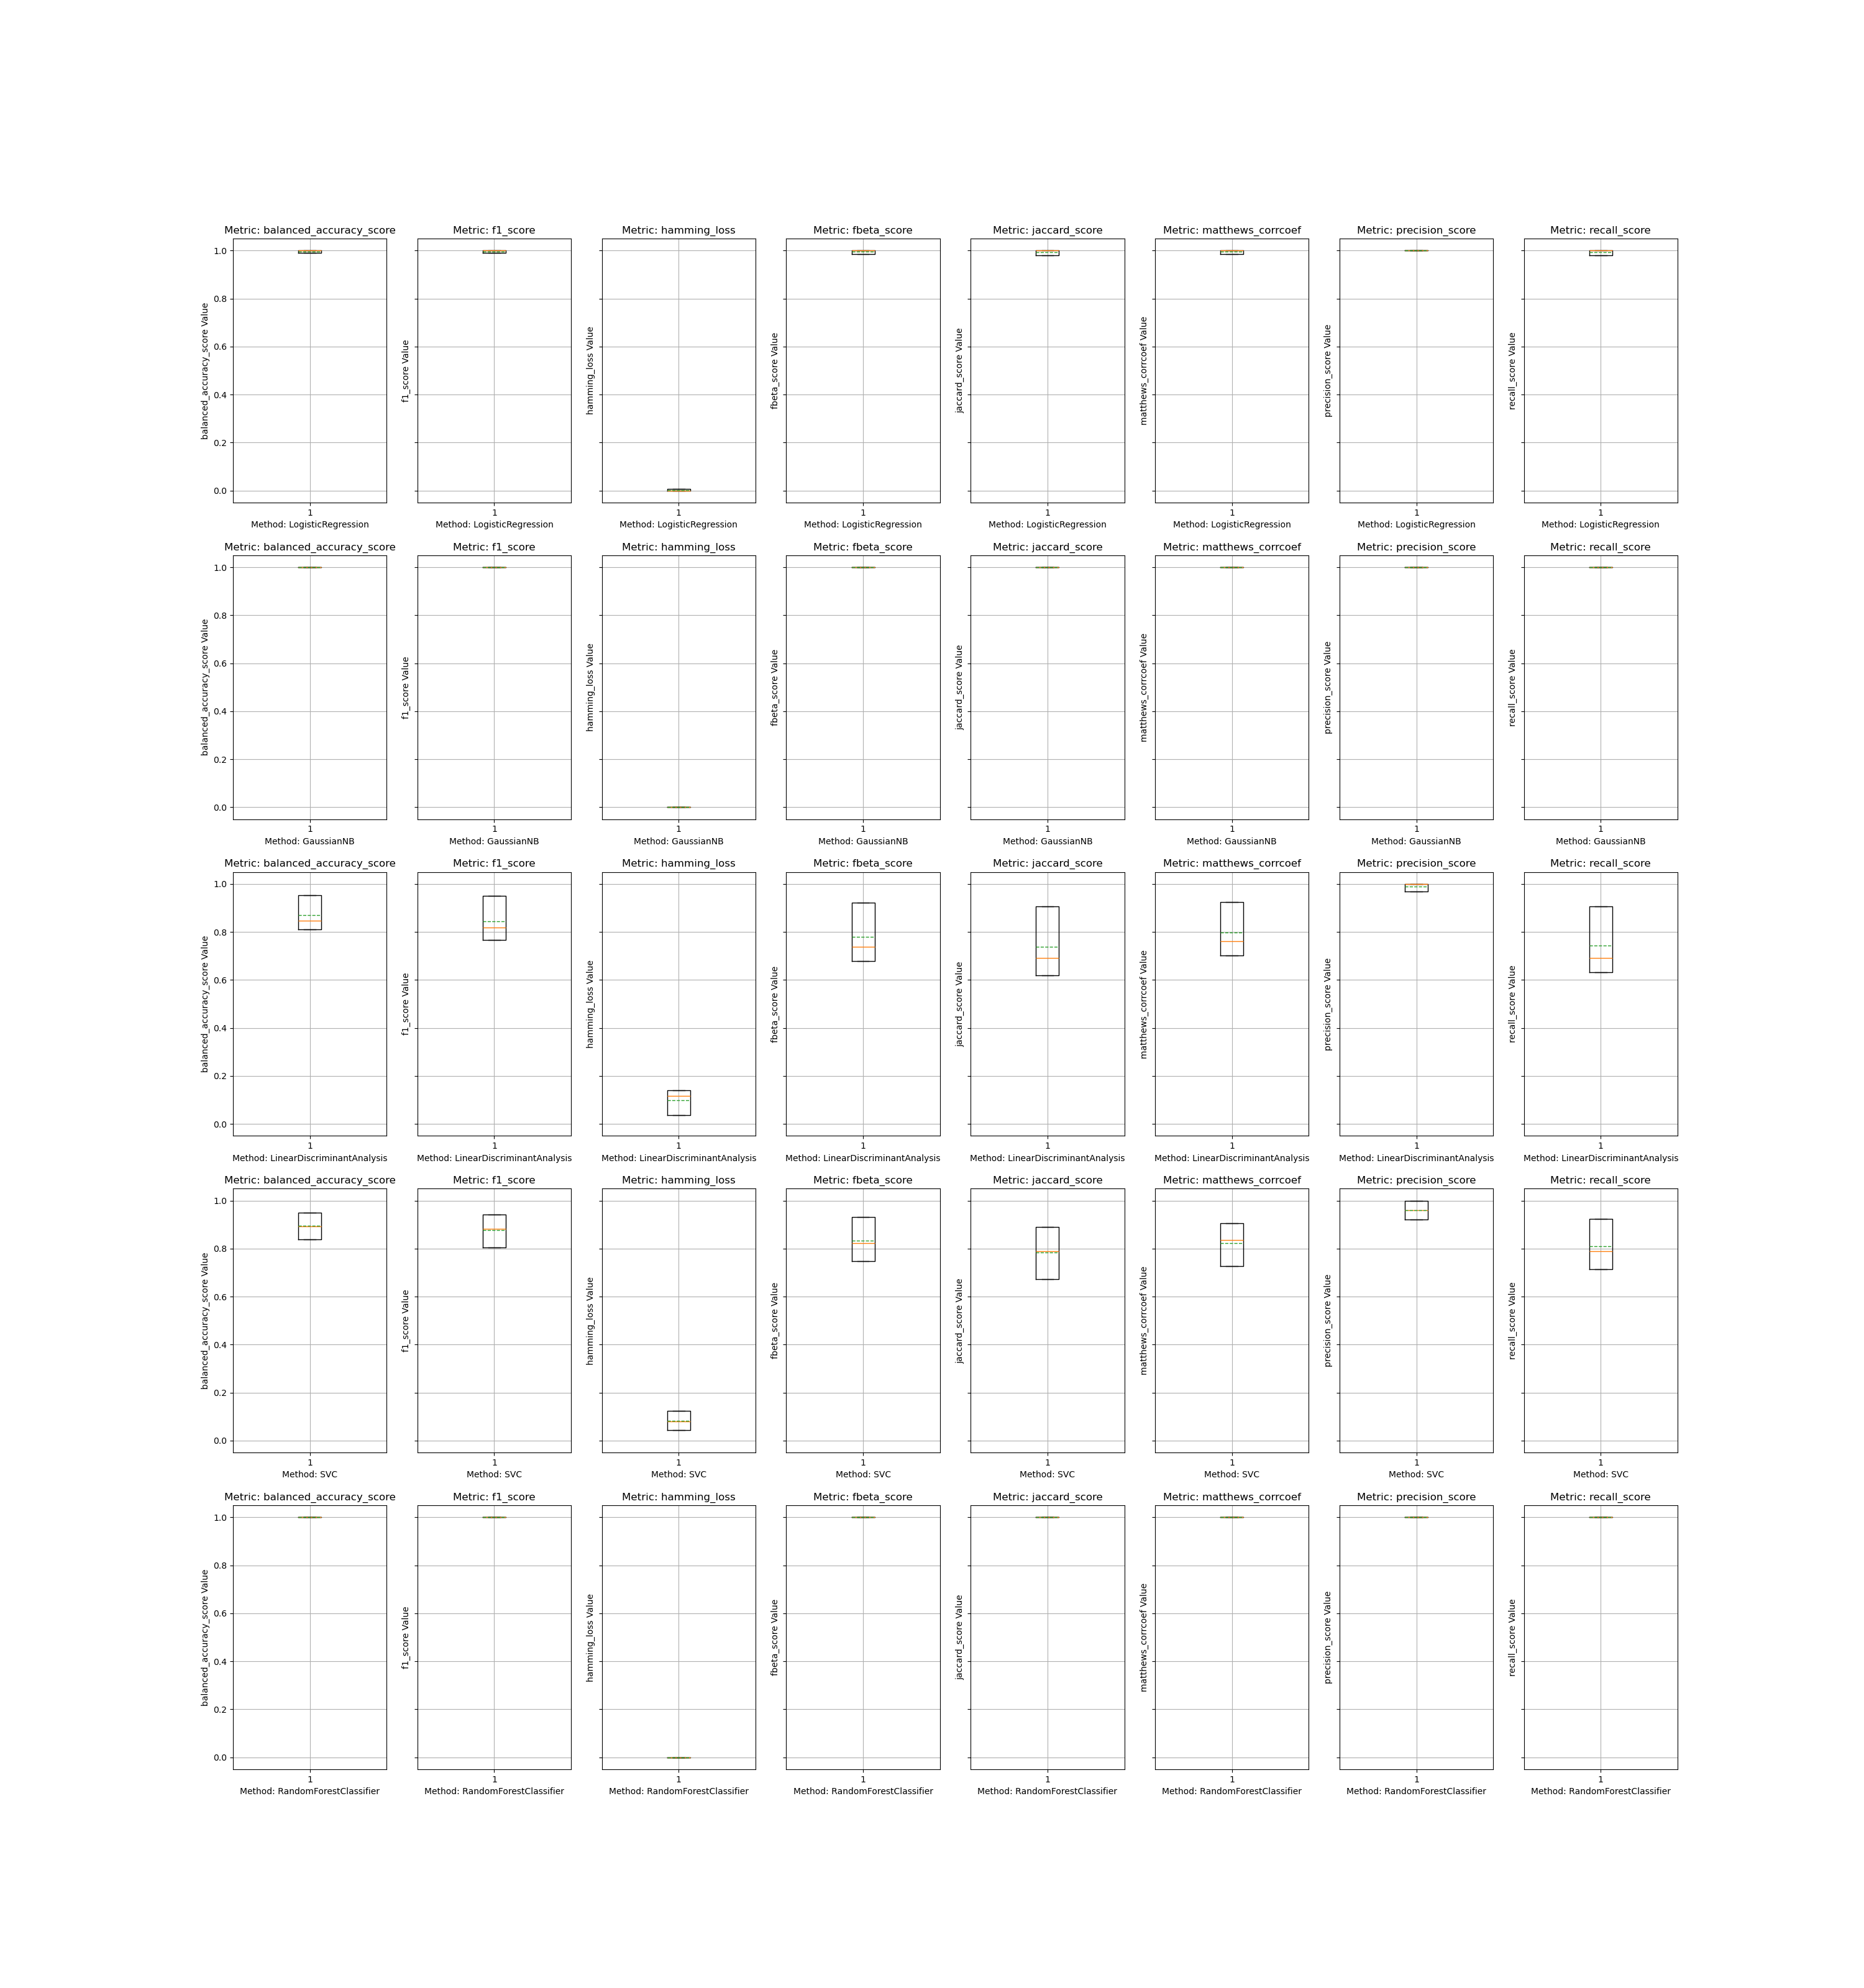 Metric: balanced_accuracy_score Metric: f1_score Metric: hamming_loss Metric: fbeta_score Metric: jaccard_score Metric: matthews_corrcoef Metric: precision_score Metric: recall_score
balanced_accuracy_score Value
f1_score Value
hamming_loss Value
fbeta_score Value
jaccard_score Value
matthews_corrcoef Value
precision_score Value
recall_score Value
1.0
0.8
0.6
0.4
0.2
0.0
1 1 1 1 1 1 1 1
Method: LogisticRegression Method: LogisticRegression Method: LogisticRegression Method: LogisticRegression Method: LogisticRegression Method: LogisticRegression Method: LogisticRegression Method: LogisticRegression
Metric: balanced_accuracy_score Metric: f1_score Metric: hamming_loss Metric: fbeta_score Metric: jaccard_score Metric: matthews_corrcoef Metric: precision_score Metric: recall_score
balanced_accuracy_score Value
f1_score Value
hamming_loss Value
fbeta_score Value
jaccard_score Value
matthews_corrcoef Value
precision_score Value
recall_score Value
1.0
0.8
0.6
0.4
0.2
0.0
1 1 1 1 1 1 1 1
Method: GaussianNB Method: GaussianNB Method: GaussianNB Method: GaussianNB Method: GaussianNB Method: GaussianNB Method: GaussianNB Method: GaussianNB
Metric: balanced_accuracy_score Metric: f1_score Metric: hamming_loss Metric: fbeta_score Metric: jaccard_score Metric: matthews_corrcoef Metric: precision_score Metric: recall_score
balanced_accuracy_score Value
f1_score Value
hamming_loss Value
fbeta_score Value
jaccard_score Value
matthews_corrcoef Value
precision_score Value
recall_score Value
1.0
0.8
0.6
0.4
0.2
0.0
1 1 1 1 1 1 1 1
Method: LinearDiscriminantAnalysis Method: LinearDiscriminantAnalysis Method: LinearDiscriminantAnalysis Method: LinearDiscriminantAnalysis Method: LinearDiscriminantAnalysis Method: LinearDiscriminantAnalysis Method: LinearDiscriminantAnalysis Method: LinearDiscriminantAnalysis
Metric: balanced_accuracy_score Metric: f1_score Metric: hamming_loss Metric: fbeta_score Metric: jaccard_score Metric: matthews_corrcoef Metric: precision_score Metric: recall_score
balanced_accuracy_score Value
f1_score Value
hamming_loss Value
fbeta_score Value
jaccard_score Value
matthews_corrcoef Value
precision_score Value
recall_score Value
1.0
0.8
0.6
0.4
0.2
0.0
1 1 1 1 1 1 1 1
Method: SVC Method: SVC Method: SVC Method: SVC Method: SVC Method: SVC Method: SVC Method: SVC
Metric: balanced_accuracy_score Metric: f1_score Metric: hamming_loss Metric: fbeta_score Metric: jaccard_score Metric: matthews_corrcoef Metric: precision_score Metric: recall_score
balanced_accuracy_score Value
f1_score Value
hamming_loss Value
fbeta_score Value
jaccard_score Value
matthews_corrcoef Value
precision_score Value
recall_score Value
1.0
0.8
0.6
0.4
0.2
0.0
1 1 1 1 1 1 1 1
Method: RandomForestClassifier Method: RandomForestClassifier Method: RandomForestClassifier Method: RandomForestClassifier Method: RandomForestClassifier Method: RandomForestClassifier Method: RandomForestClassifier Method: RandomForestClassifier